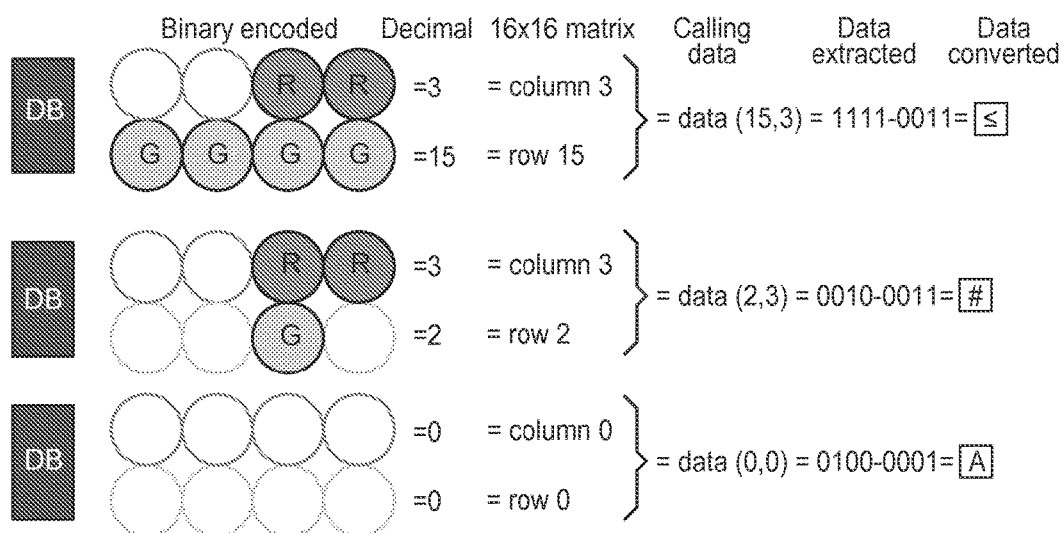 Binary encoded Decimal 16x16 matrix Calling data Data extracted Data converted
DB
R R =3 = column 3
G G G G =15 = row 15
= data (15,3) = 1111-0011= ≤
DB
R R =3 = column 3
G =2 = row 2
= data (2,3) = 0010-0011= #
DB
=0 = column 0
=0 = row 0
= data (0,0) = 0100-0001= A